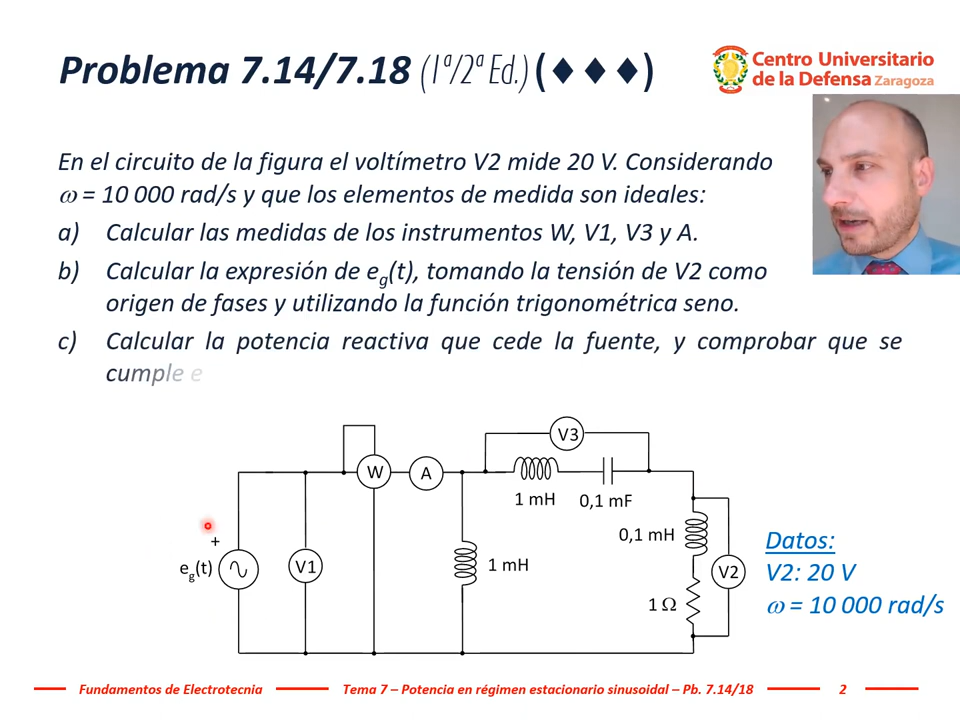 Problema 7.14/7.18 (1ª/2ª Ed.) (♦♦♦)
Centro Universitario
de la Defensa Zaragoza
En el circuito de la figura el voltímetro V2 mide 20 V. Considerando
ω = 10 000 rad/s y que los elementos de medida son ideales:
a) Calcular las medidas de los instrumentos W, V1, V3 y A.
b) Calcular la expresión de eg(t), tomando la tensión de V2 como
origen de fases y utilizando la función trigonométrica seno.
c) Calcular la potencia reactiva que cede la fuente, y comprobar que se
cumple e
V3
W
A
1 mH
0,1 mF
0,1 mH
Datos:
+
eg(t)
V1
1 mH
V2
V2: 20 V
1 Ω
ω = 10 000 rad/s
Fundamentos de Electrotecnia
Tema 7 – Potencia en régimen estacionario sinusoidal – Pb. 7.14/18
2